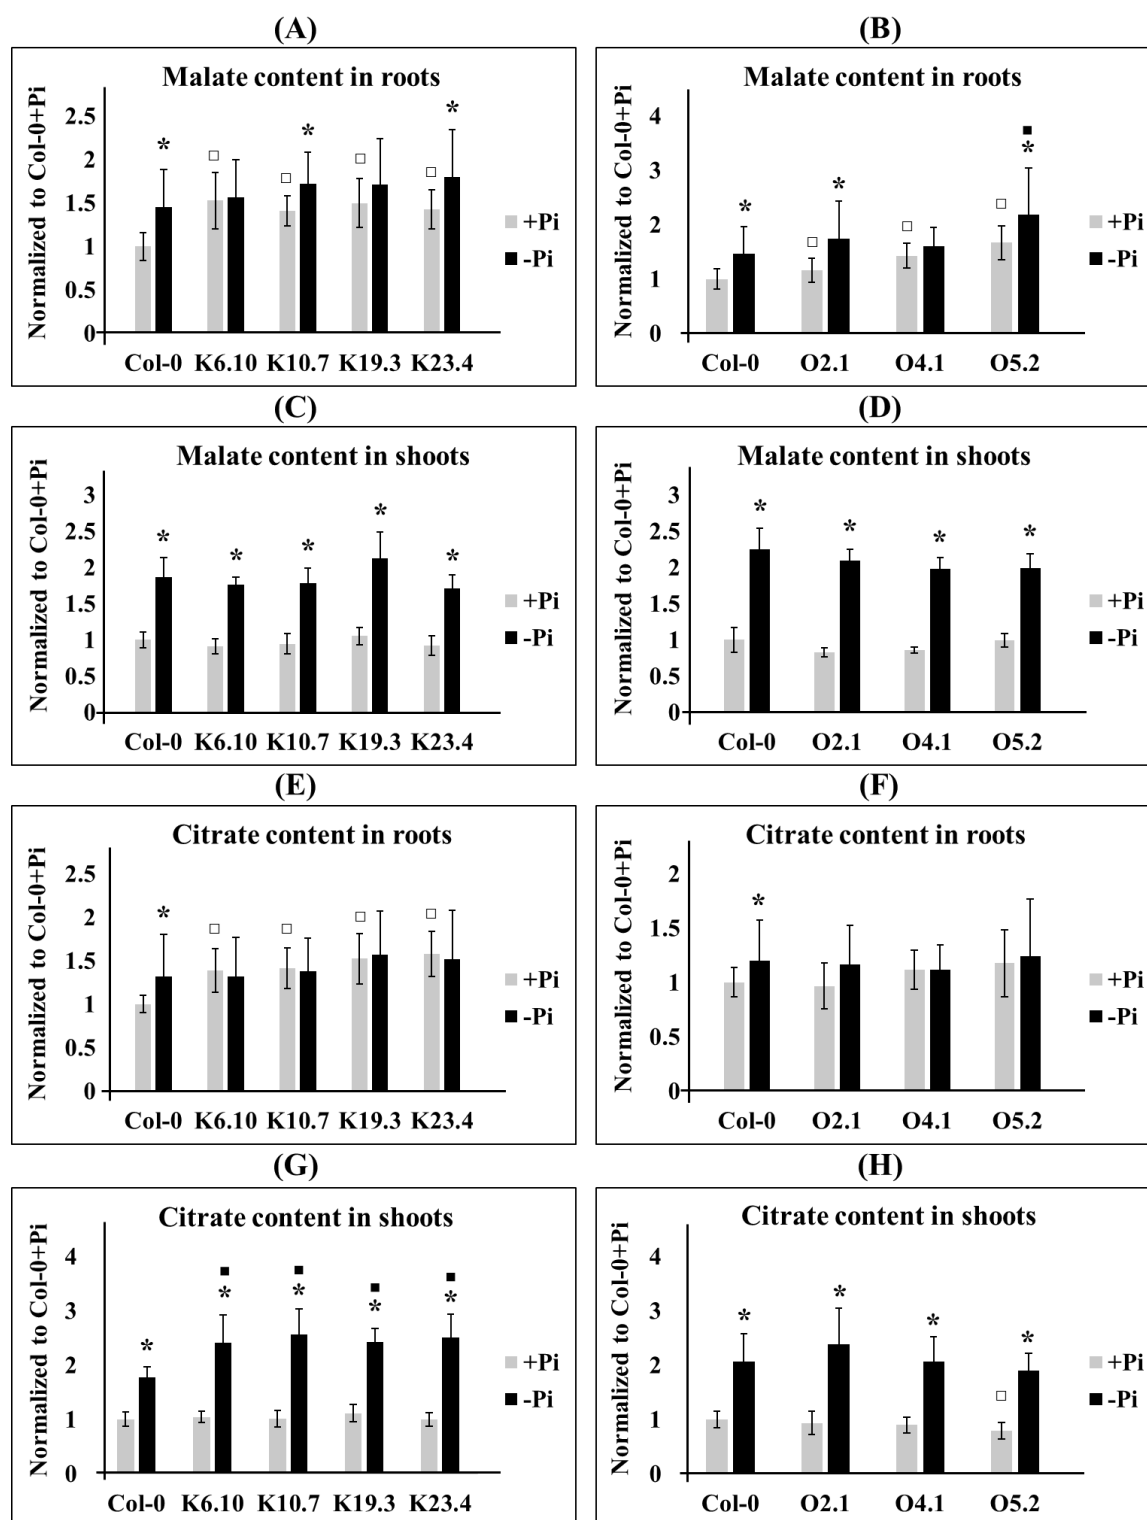 (A)
Malate content in roots
Normalized to Col-0+Pi
2.5
2
1.5
1
0.5
0
* * *
□ □ □ □
+Pi
-Pi
Col-0 K6.10 K10.7 K19.3 K23.4
(B)
Malate content in roots
Normalized to Col-0+Pi
4
3
2
1
0
■
* * *
□ □ □
+Pi
-Pi
Col-0 O2.1 O4.1 O5.2
(C)
Malate content in shoots
Normalized to Col-0+Pi
3
2.5
2
1.5
1
0.5
0
* * * * *
+Pi
-Pi
Col-0 K6.10 K10.7 K19.3 K23.4
(D)
Malate content in shoots
Normalized to Col-0+Pi
3
2.5
2
1.5
1
0.5
0
* * * *
+Pi
-Pi
Col-0 O2.1 O4.1 O5.2
(E)
Citrate content in roots
Normalized to Col-0+Pi
2.5
2
1.5
1
0.5
0
*
□ □ □ □
+Pi
-Pi
Col-0 K6.10 K10.7 K19.3 K23.4
(F)
Citrate content in roots
Normalized to Col-0+Pi
2
1.5
1
0.5
0
*
+Pi
-Pi
Col-0 O2.1 O4.1 O5.2
(G)
Citrate content in shoots
Normalized to Col-0+Pi
4
3
2
1
0
■ ■ ■ ■
* * * * *
+Pi
-Pi
Col-0 K6.10 K10.7 K19.3 K23.4
(H)
Citrate content in shoots
Normalized to Col-0+Pi
4
3
2
1
0
* * * *
□
+Pi
-Pi
Col-0 O2.1 O4.1 O5.2